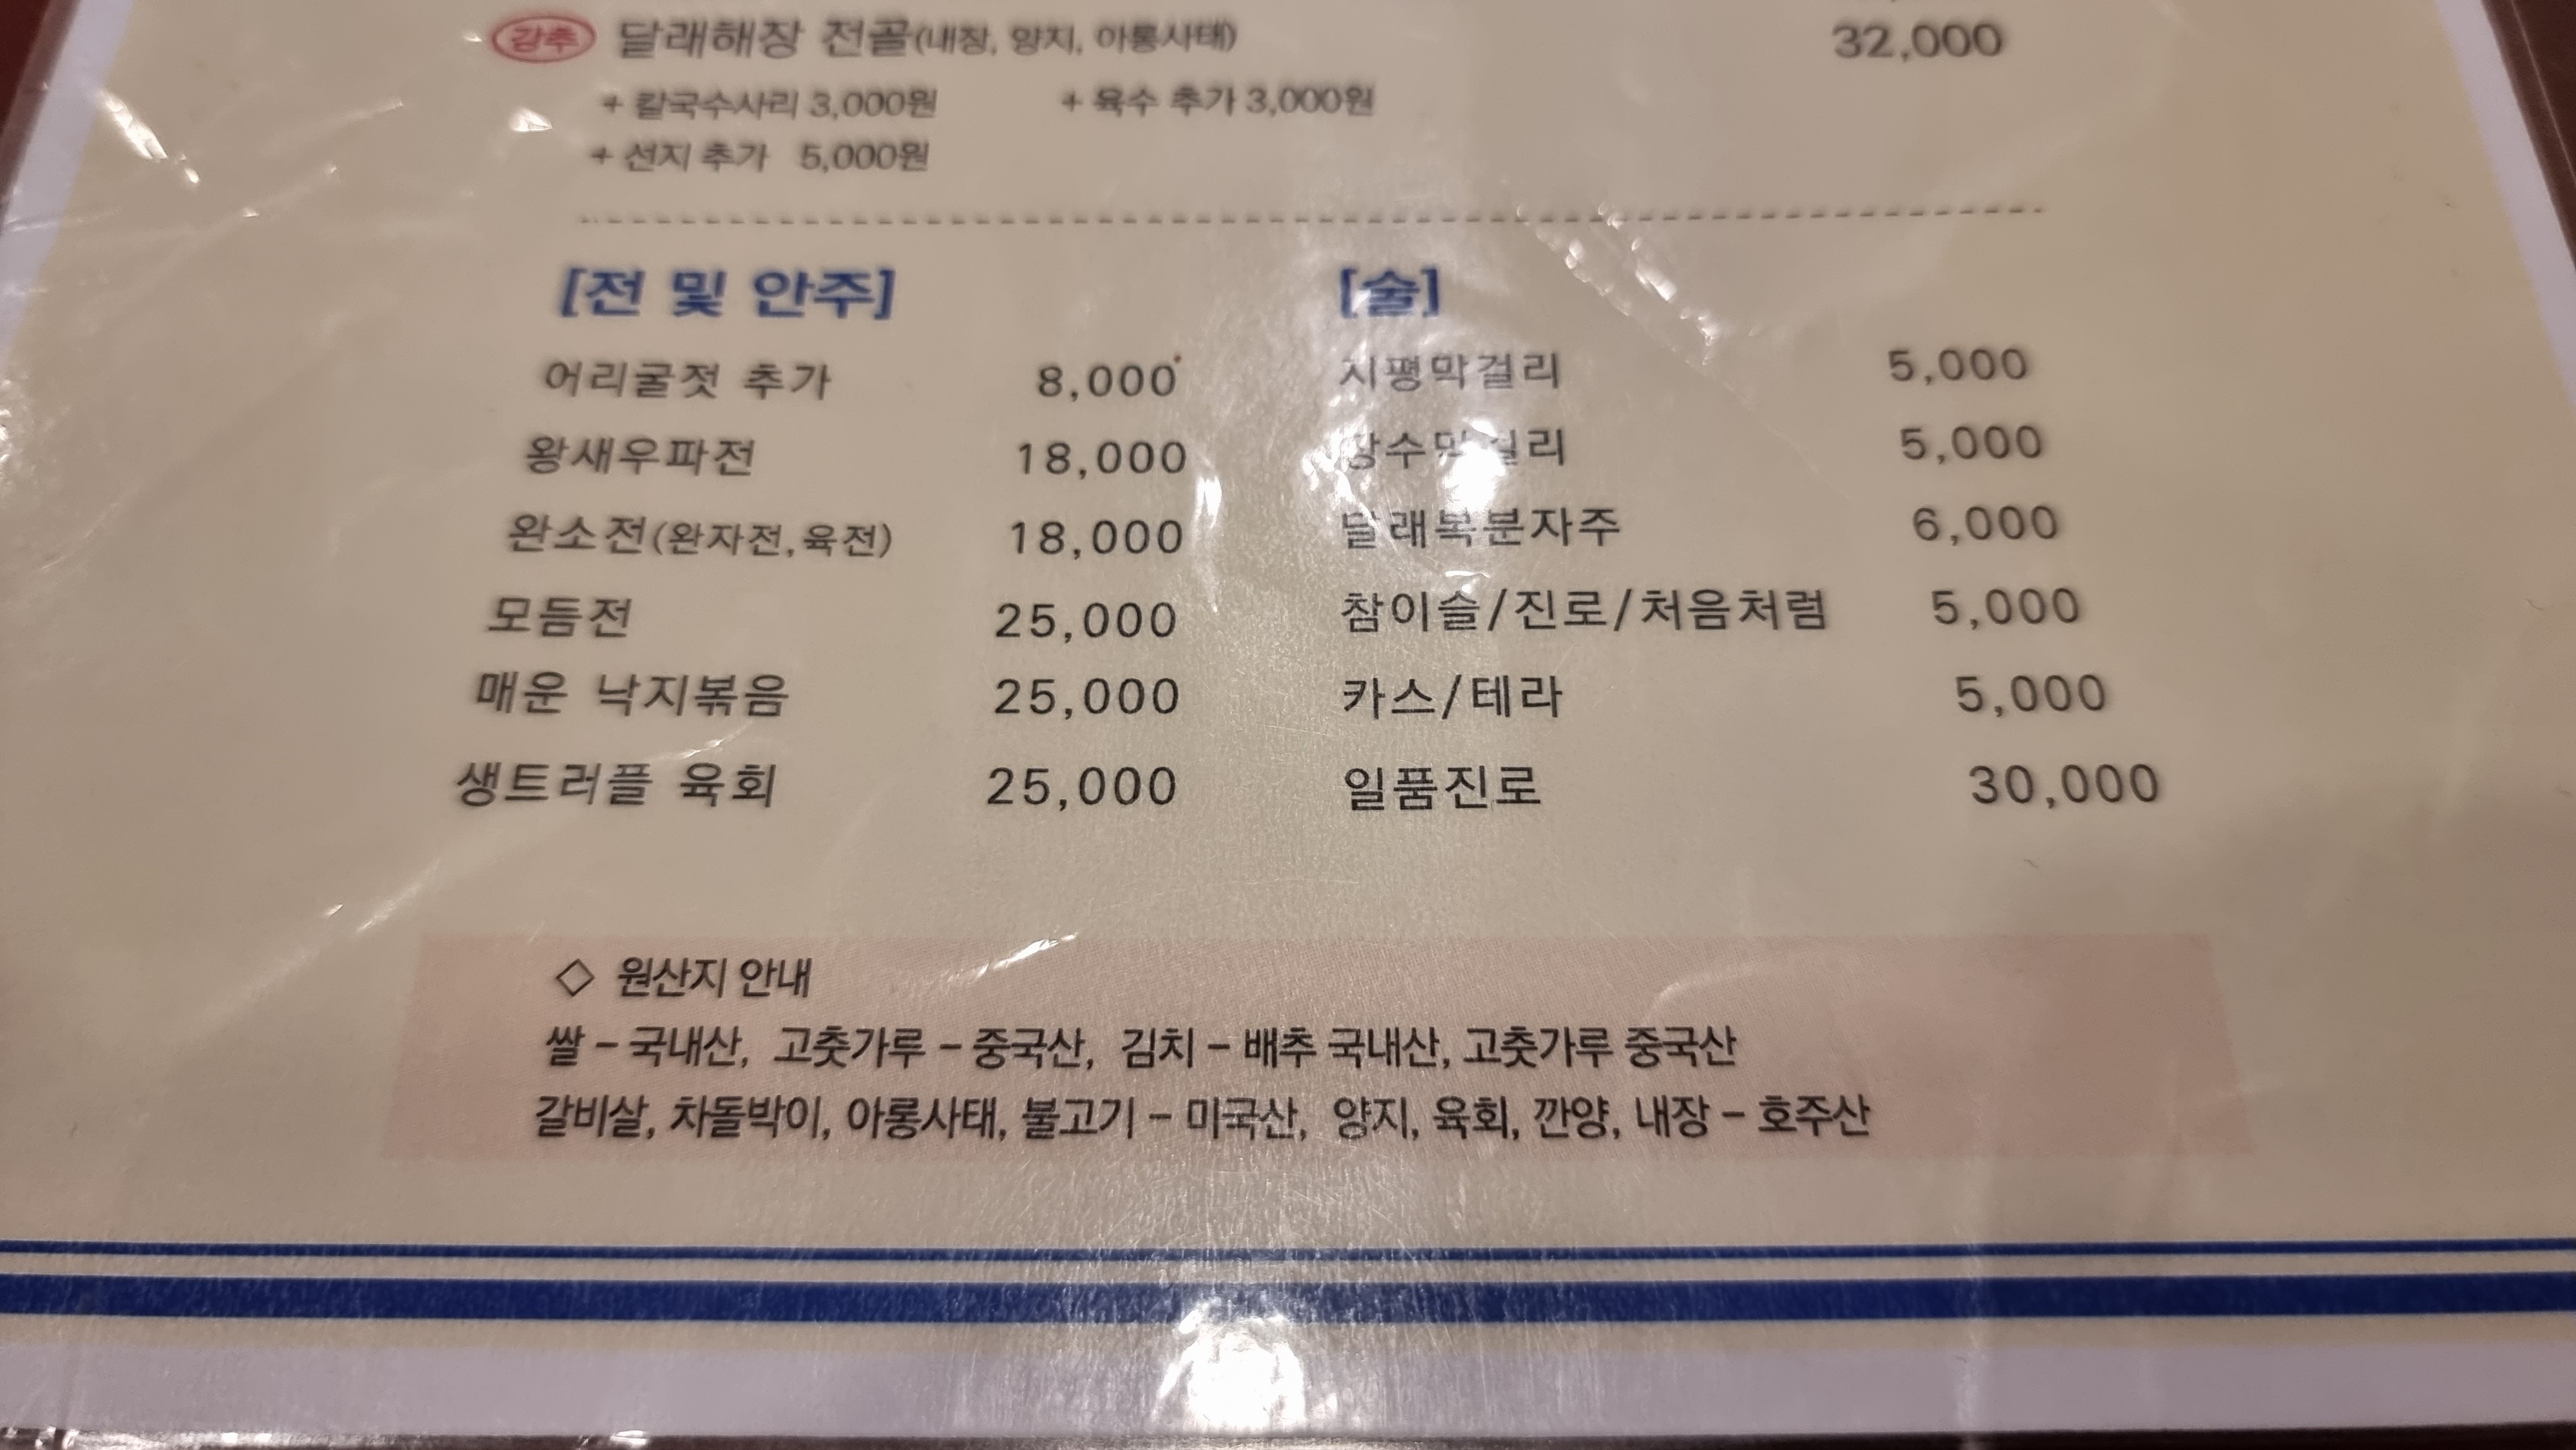 강추 달래해장 전골(내장, 양지, 아롱사태) 32,000
+ 칼국수사리 3,000원 + 육수 추가 3,000원
+ 선지 추가 5,000원
[전 및 안주]
어리굴젓 추가 8,000
왕새우파전 18,000
완소전(완자전,육전) 18,000
모듬전 25,000
매운 낙지볶음 25,000
생트러플 육회 25,000
[술]
지평막걸리 5,000
장수막걸리 5,000
달래복분자주 6,000
참이슬/진로/처음처럼 5,000
카스/테라 5,000
일품진로 30,000
◇ 원산지 안내
쌀 - 국내산, 고춧가루 - 중국산, 김치 - 배추 국내산, 고춧가루 중국산
갈비살, 차돌박이, 아롱사태, 불고기 - 미국산, 양지, 육회, 깐양, 내장 - 호주산